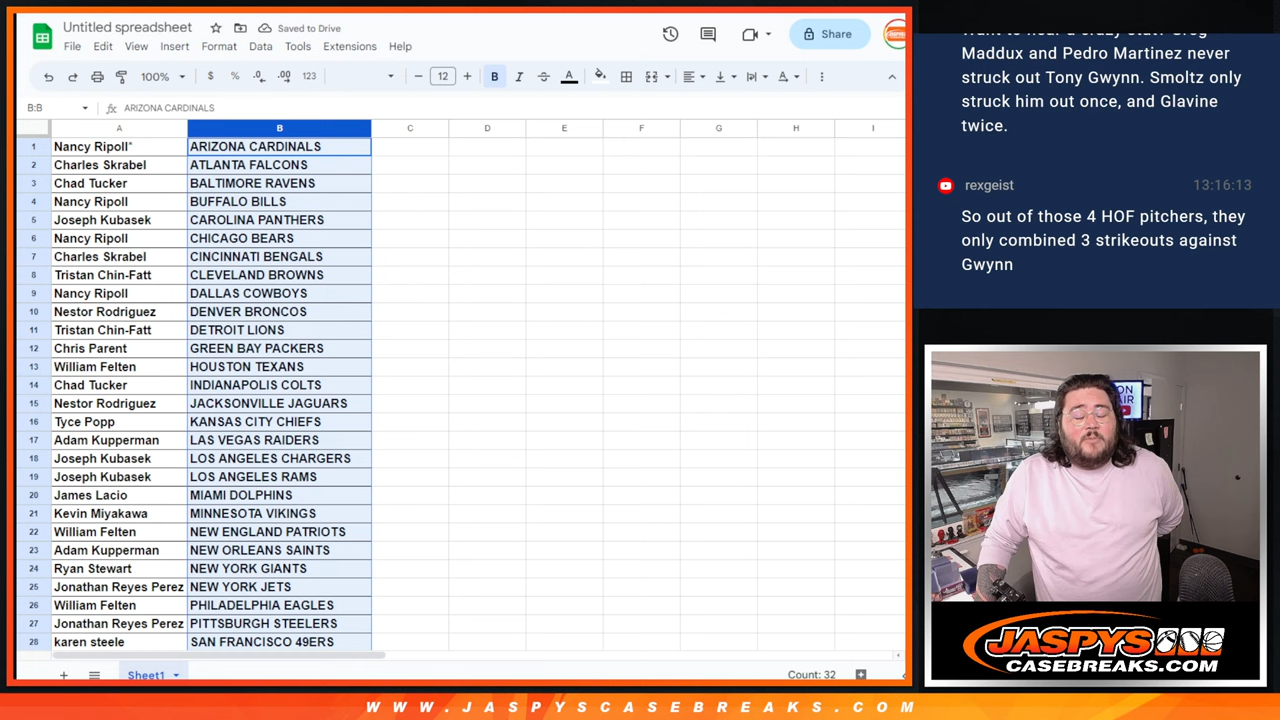 Untitled spreadsheet
Saved to Drive
File Edit View Insert Format Data Tools Extensions Help
Share
100% $ % .0 .00 123 12 B I A
B:B fx ARIZONA CARDINALS
A B C D E F G H I
1 Nancy Ripoll* ARIZONA CARDINALS
2 Charles Skrabel ATLANTA FALCONS
3 Chad Tucker BALTIMORE RAVENS
4 Nancy Ripoll BUFFALO BILLS
5 Joseph Kubasek CAROLINA PANTHERS
6 Nancy Ripoll CHICAGO BEARS
7 Charles Skrabel CINCINNATI BENGALS
8 Tristan Chin-Fatt CLEVELAND BROWNS
9 Nancy Ripoll DALLAS COWBOYS
10 Nestor Rodriguez DENVER BRONCOS
11 Tristan Chin-Fatt DETROIT LIONS
12 Chris Parent GREEN BAY PACKERS
13 William Felten HOUSTON TEXANS
14 Chad Tucker INDIANAPOLIS COLTS
15 Nestor Rodriguez JACKSONVILLE JAGUARS
16 Tyce Popp KANSAS CITY CHIEFS
17 Adam Kupperman LAS VEGAS RAIDERS
18 Joseph Kubasek LOS ANGELES CHARGERS
19 Joseph Kubasek LOS ANGELES RAMS
20 James Lacio MIAMI DOLPHINS
21 Kevin Miyakawa MINNESOTA VIKINGS
22 William Felten NEW ENGLAND PATRIOTS
23 Adam Kupperman NEW ORLEANS SAINTS
24 Ryan Stewart NEW YORK GIANTS
25 Jonathan Reyes Perez NEW YORK JETS
26 William Felten PHILADELPHIA EAGLES
27 Jonathan Reyes Perez PITTSBURGH STEELERS
28 karen steele SAN FRANCISCO 49ERS
Sheet1
Count: 32
Want to hear a crazy stat? Greg
Maddux and Pedro Martinez never
struck out Tony Gwynn. Smoltz only
struck him out once, and Glavine
twice.
rexgeist 13:16:13
So out of those 4 HOF pitchers, they
only combined 3 strikeouts against
Gwynn
ON
AIR
JASPYS
CASEBREAKS.COM
WWW.JASPYSCASEBREAKS.COM